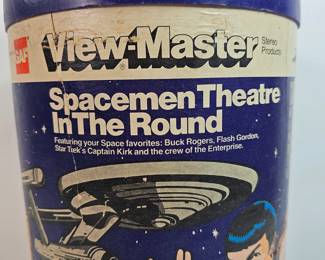 GAF
View-Master
Stereo
Products
Spacemen Theatre
In The Round
Featuring your Space favorites: Buck Rogers, Flash Gordon,
Star Trek's Captain Kirk and the crew of the Enterprise.